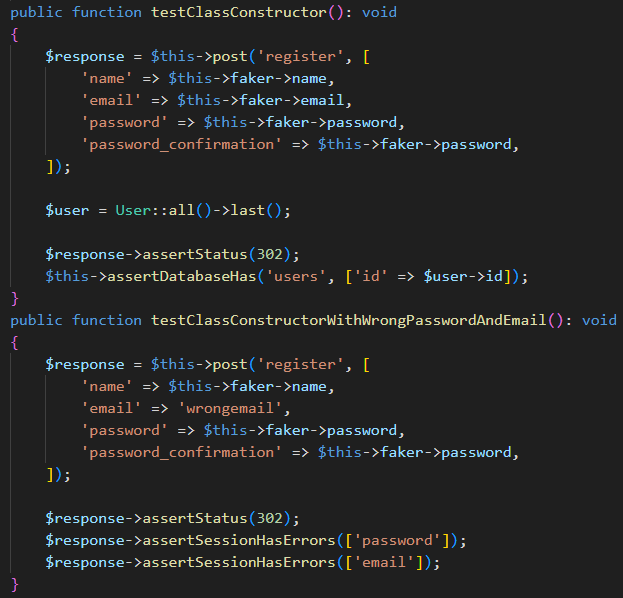 public function testClassConstructor(): void
{
    $response = $this->post('register', [
        'name' => $this->faker->name,
        'email' => $this->faker->email,
        'password' => $this->faker->password,
        'password_confirmation' => $this->faker->password,
    ]);

    $user = User::all()->last();

    $response->assertStatus(302);
    $this->assertDatabaseHas('users', ['id' => $user->id]);
}
public function testClassConstructorWithWrongPasswordAndEmail(): void
{
    $response = $this->post('register', [
        'name' => $this->faker->name,
        'email' => 'wrongemail',
        'password' => $this->faker->password,
        'password_confirmation' => $this->faker->password,
    ]);

    $response->assertStatus(302);
    $response->assertSessionHasErrors(['password']);
    $response->assertSessionHasErrors(['email']);
}